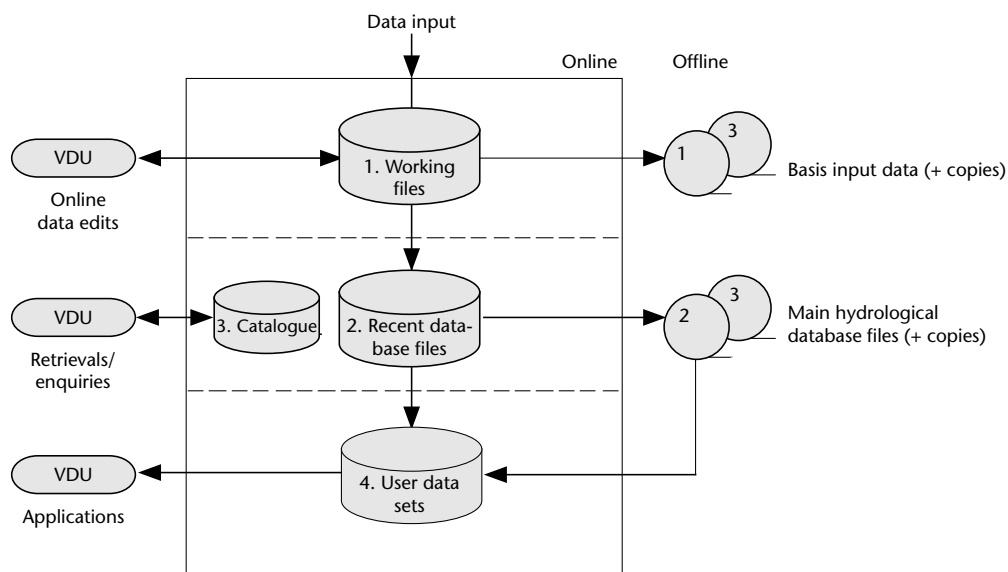 Data input
Online
Offline
VDU
1. Working
files
1
3
Basis input data (+ copies)
Online
data edits
VDU
3. Catalogue
2. Recent data-
base files
2
3
Main hydrological
database files (+ copies)
Retrievals/
enquiries
VDU
4. User data
sets
Applications